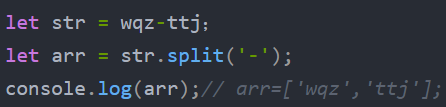 let str = wqz-ttj；
let arr = str.split('-');
console.log(arr);// arr=['wqz','ttj'];